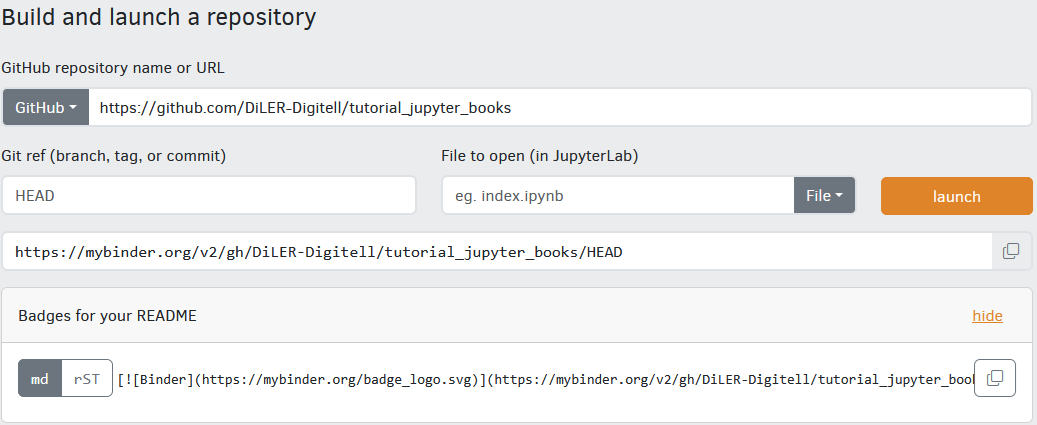 Build and launch a repository
GitHub repository name or URL
GitHub https://github.com/DiLER-Digitell/tutorial_jupyter_books
Git ref (branch, tag, or commit) File to open (in JupyterLab)
HEAD eg. index.ipynb File launch
https://mybinder.org/v2/gh/DiLER-Digitell/tutorial_jupyter_books/HEAD
Badges for your README hide
md rST [![Binder](https://mybinder.org/badge_logo.svg)](https://mybinder.org/v2/gh/DiLER-Digitell/tutorial_jupyter_boo